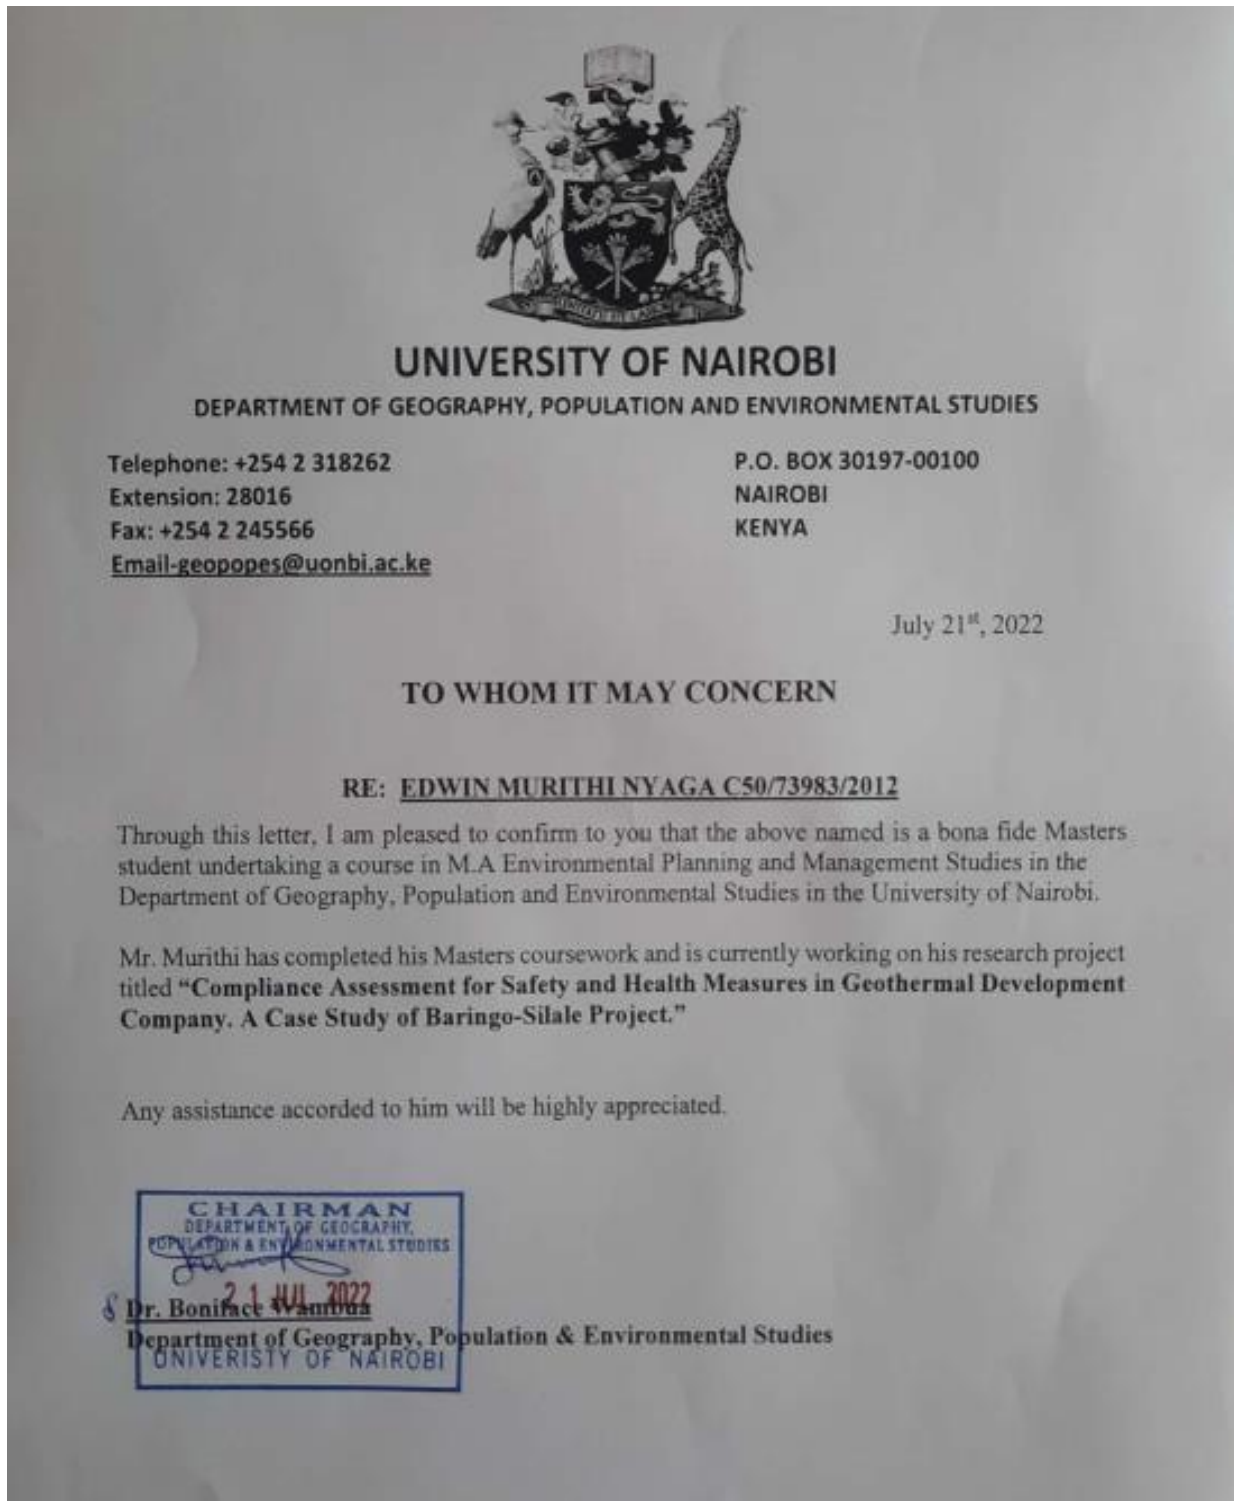 UNIVERSITY OF NAIROBI
DEPARTMENT OF GEOGRAPHY, POPULATION AND ENVIRONMENTAL STUDIES
Telephone: +254 2 318262
Extension: 28016
Fax: +254 2 245566
Email-geopopes@uonbi.ac.ke
P.O. BOX 30197-00100
NAIROBI
KENYA
July 21st, 2022
TO WHOM IT MAY CONCERN
RE: EDWIN MURITHI NYAGA C50/73983/2012
Through this letter, I am pleased to confirm to you that the above named is a bona fide Masters
student undertaking a course in M.A Environmental Planning and Management Studies in the
Department of Geography, Population and Environmental Studies in the University of Nairobi.
Mr. Murithi has completed his Masters coursework and is currently working on his research project
titled “Compliance Assessment for Safety and Health Measures in Geothermal Development
Company. A Case Study of Baringo-Silale Project.”
Any assistance accorded to him will be highly appreciated.
CHAIRMAN
DEPARTMENT OF GEOGRAPHY,
POPULATION & ENVIRONMENTAL STUDIES
21 JUL 2022
Dr. Boniface Wambua
Department of Geography, Population & Environmental Studies
UNIVERISTY OF NAIROBI